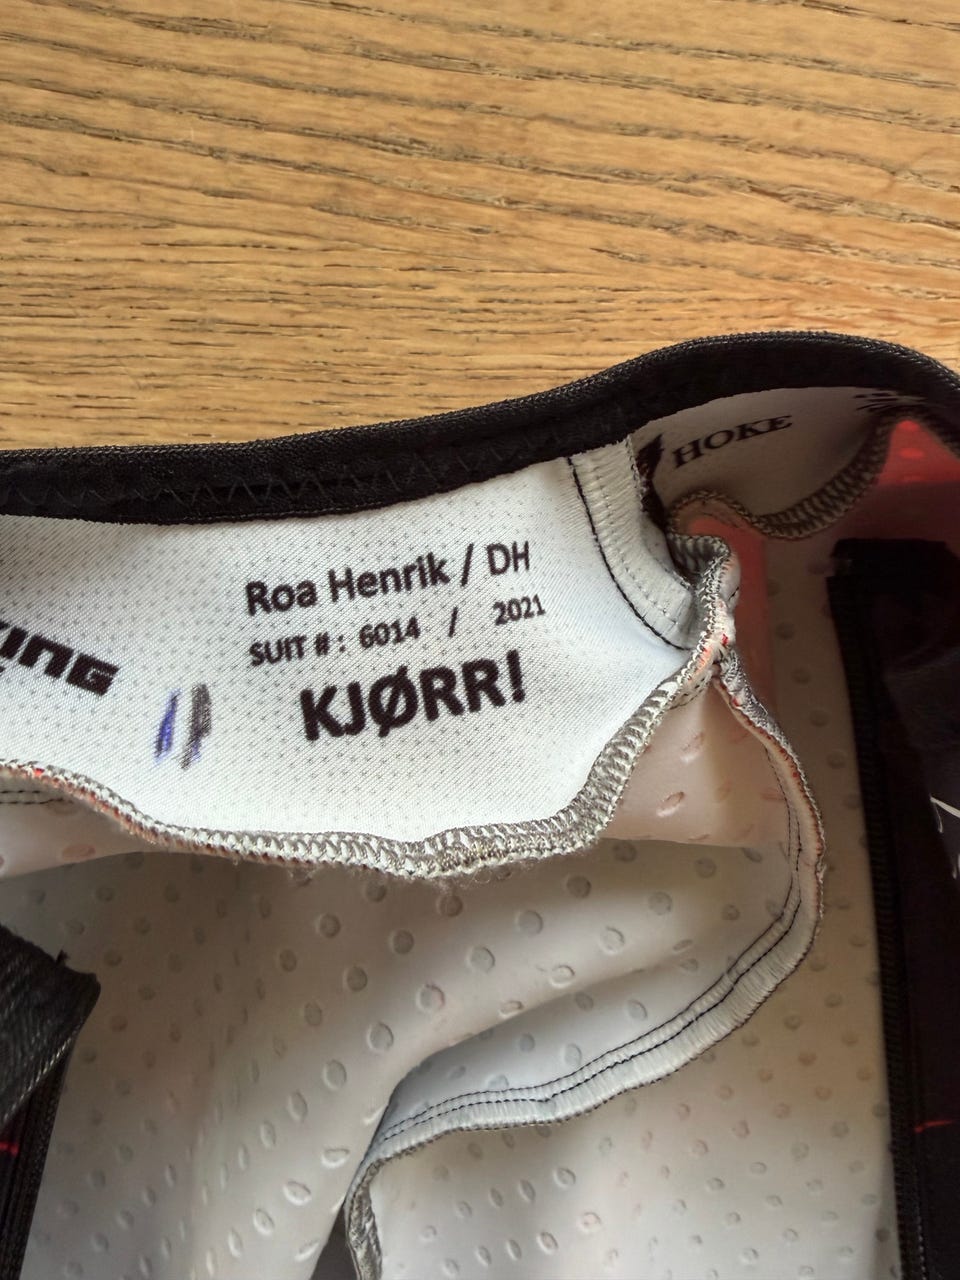 HOKE
Roa Henrik / DH
SUIT # : 6014 / 2021
KJØRR!